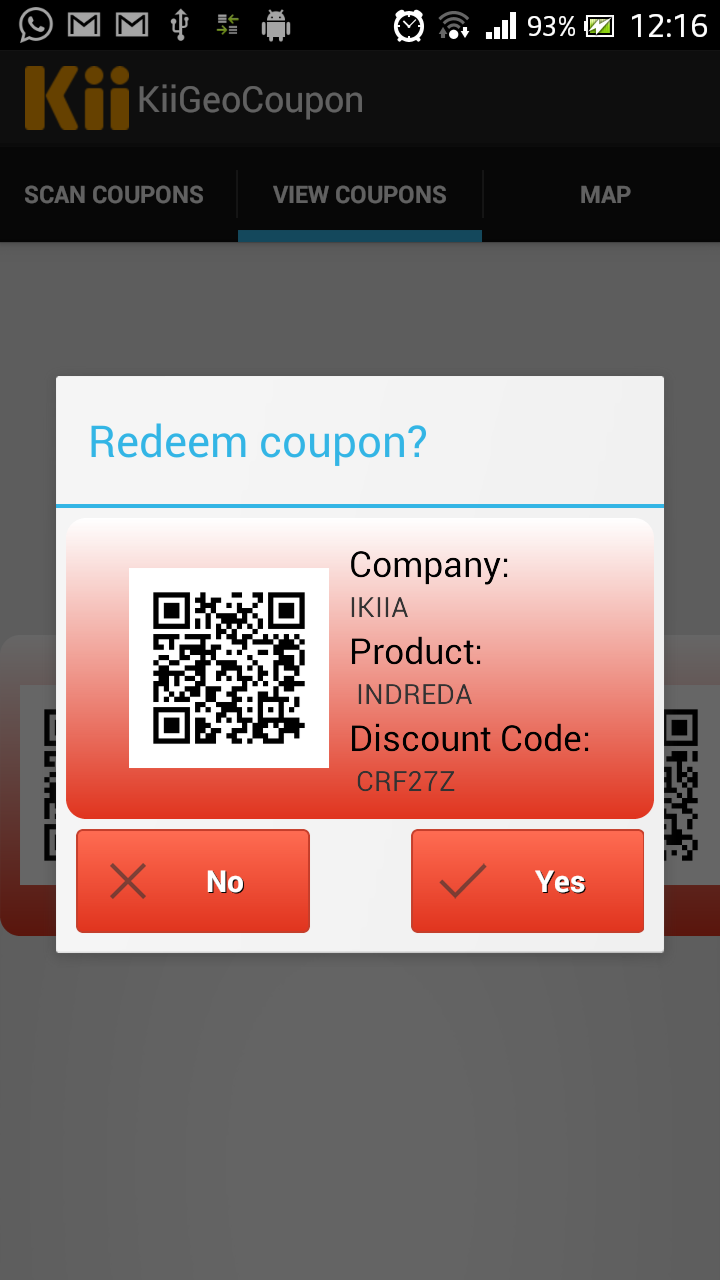 93% 12:16
Kii KiiGeoCoupon
SCAN COUPONS VIEW COUPONS MAP
Redeem coupon?
Company:
IKIIA
Product:
INDREDA
Discount Code:
CRF27Z
No Yes